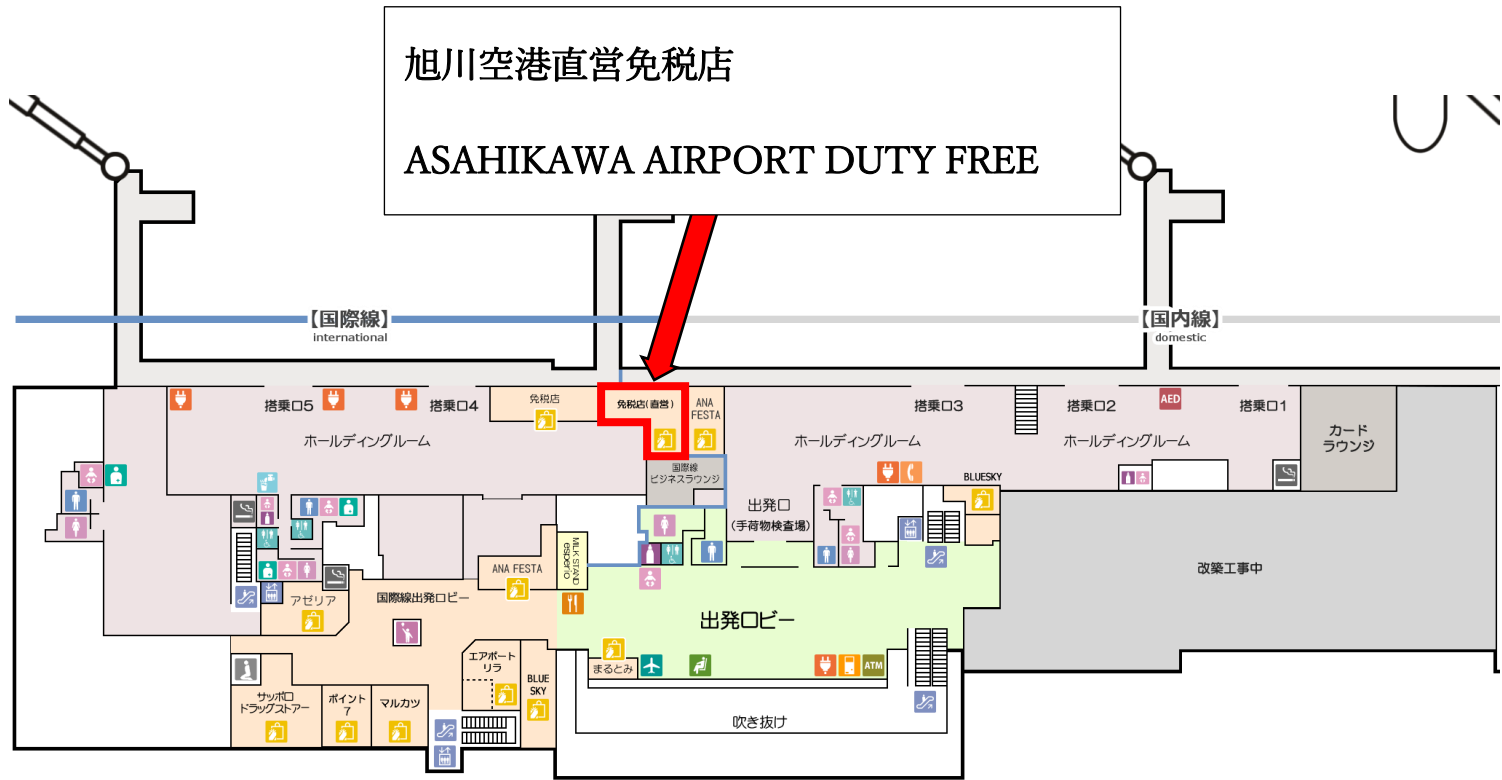 旭川空港直営免税店
ASAHIKAWA AIRPORT DUTY FREE
【国際線】
international
【国内線】
domestic
搭乗口5
搭乗口4
免税店
免税店(直営)
ANA
FESTA
搭乗口3
搭乗口2
AED
搭乗口1
ホールディングルーム
ホールディングルーム
ホールディングルーム
カード
ラウンジ
国際線
ビジネスラウンジ
BLUESKY
出発口
(手荷物検査場)
MILK STAND
esperio
ANA FESTA
改築工事中
アゼリア
国際線出発ロビー
出発ロビー
エアポート
リラ
まるとみ
ATM
BLUE
SKY
サッポロ
ドラッグストアー
ポイント
7
マルカツ
吹き抜け